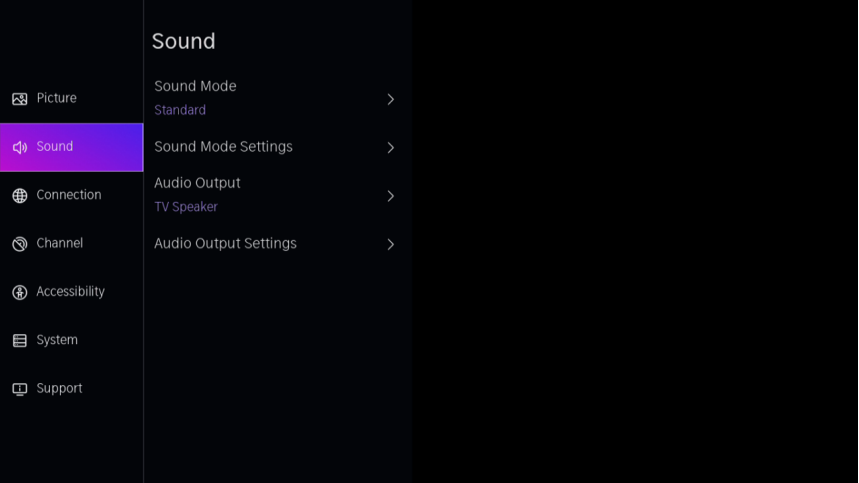 Sound
Sound Mode
Standard
Sound Mode Settings
Audio Output
TV Speaker
Audio Output Settings
Picture
Sound
Connection
Channel
Accessibility
System
Support